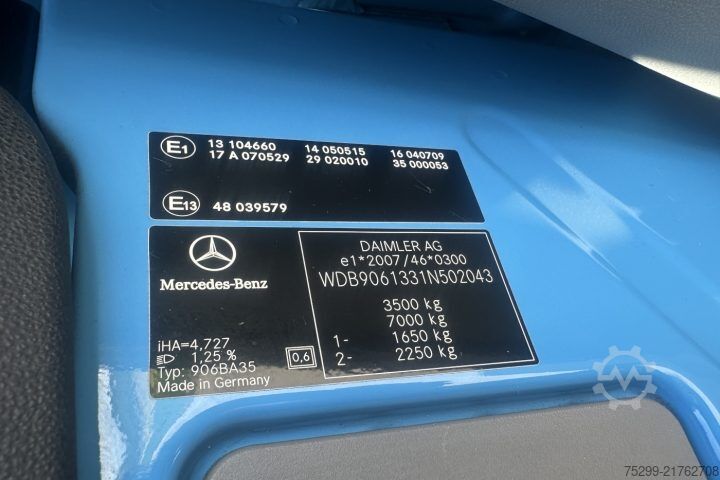 E1 13 104660 14 050515 16 040709
17 A 070529 29 020010 35 000053
E13 48 039579
Mercedes-Benz
iHA=4,727
1,25 %
Typ: 906BA35
Made in Germany
0,6
DAIMLER AG
e1*2007/46*0300
WDB9061331N502043
3500 kg
7000 kg
1- 1650 kg
2- 2250 kg
75299-21762708